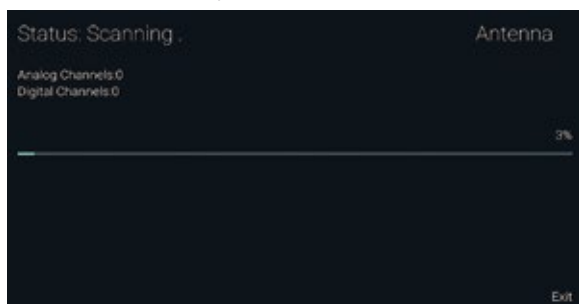 Status: Scanning .
Antenna
Analog Channels:0
Digital Channels:0
3%
Exit